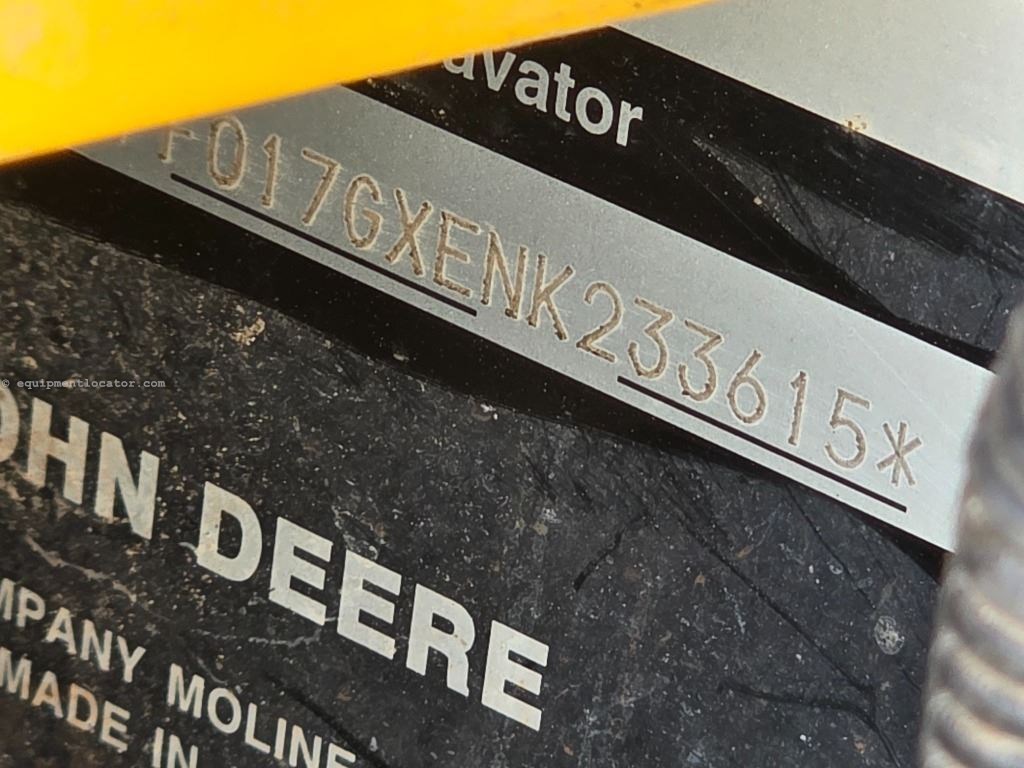 avator
F017GXENK233615*
© equipmentlocator.com
OHN DEERE
MPANY MOLINE
MADE IN